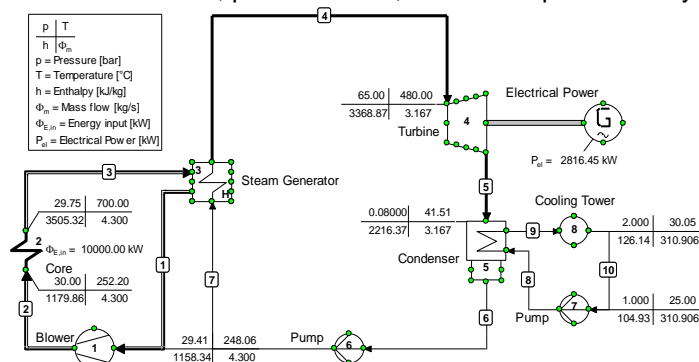 4
p T
h Φm
p = Pressure [bar]
T = Temperature [°C]
h = Enthalpy [kJ/kg]
Φm = Mass flow [kg/s]
ΦE,in = Energy input [kW]
Pel = Electrical Power [kW]
65.00 480.00
3368.87 3.167
Turbine
4
Electrical Power
G
~
Pel = 2816.45 kW
3
3
H
Steam Generator
29.75 700.00
3505.32 4.300
2
ΦE,in = 10000.00 kW
Core
30.00 252.20
1179.86 4.300
1
7
2
5
0.08000 41.51
2216.37 3.167
Condenser
5
Cooling Tower
9
8
2.000 30.05
126.14 310.906
10
8
7
Pump
1.000 25.00
104.93 310.906
6
Blower
1
29.41 248.06
1158.34 4.300
Pump
6